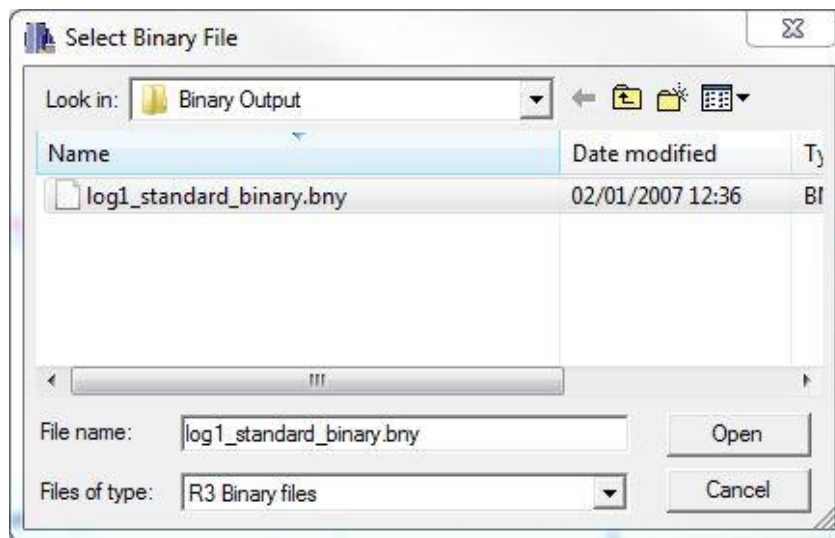 Select Binary File
Look in: Binary Output
Name Date modified
log1_standard_binary.bny 02/01/2007 12:36
File name: log1_standard_binary.bny Open
Files of type: R3 Binary files Cancel